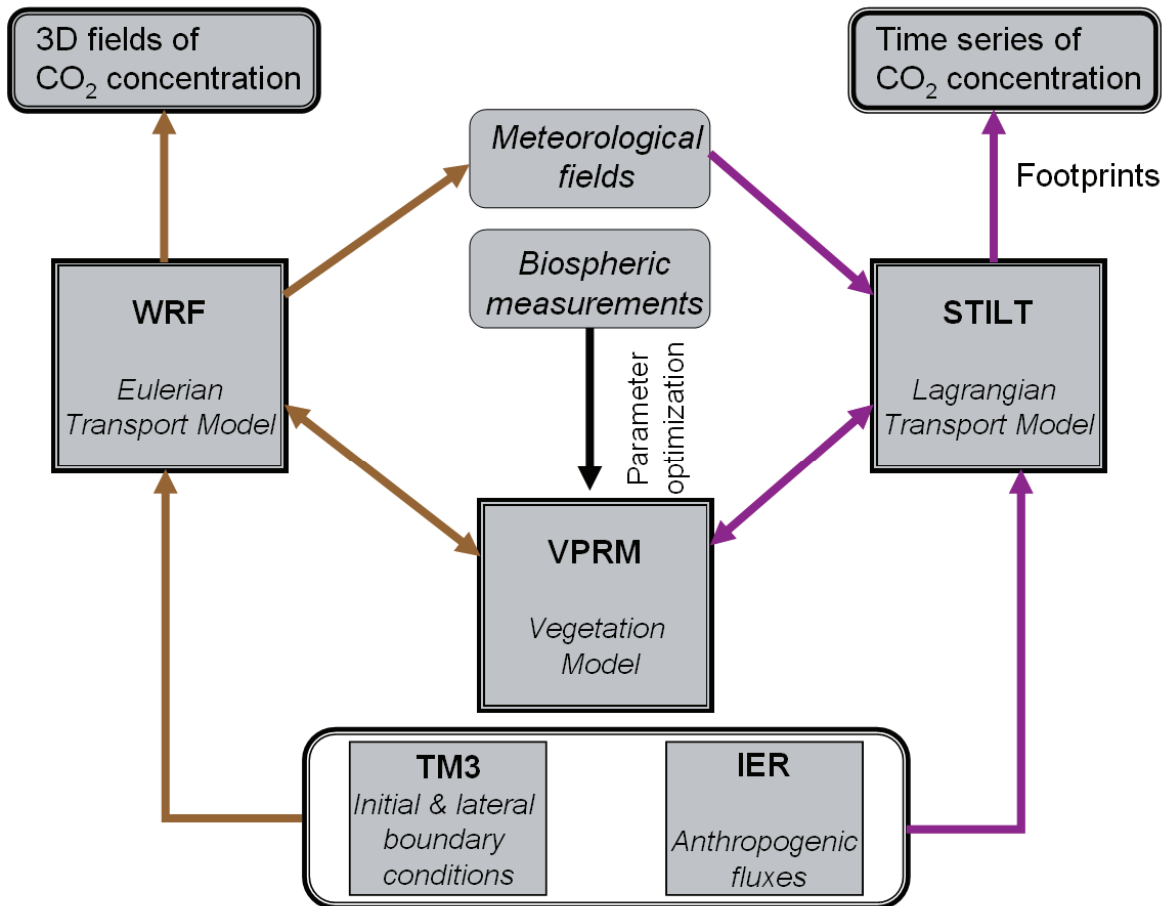 3D fields of
CO₂ concentration
Time series of
CO₂ concentration
Meteorological
fields
Footprints
Biospheric
measurements
WRF
Eulerian
Transport Model
STILT
Lagrangian
Transport Model
Parameter
optimization
VPRM
Vegetation
Model
TM3
Initial & lateral
boundary
conditions
IER
Anthropogenic
fluxes